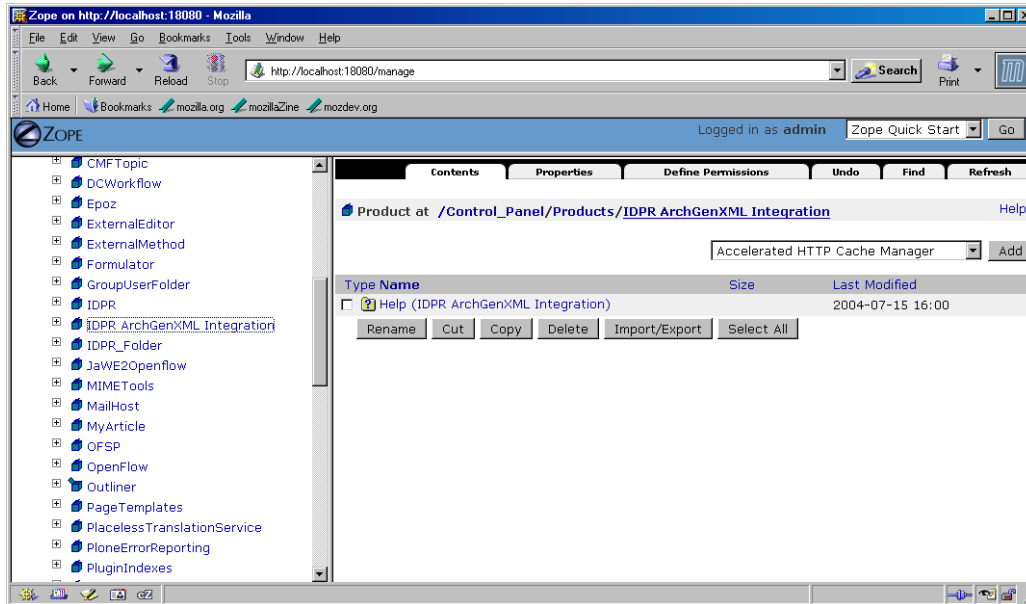 Zope on http://localhost:18080 - Mozilla
File Edit View Go Bookmarks Tools Window Help
Back Forward Reload Stop http://localhost:18080/manage Search Print
Home Bookmarks mozilla.org mozillaZine mozdev.org
ZOPE Logged in as admin Zope Quick Start Go
CMFTopic
DCWorkflow
Epoz
ExternalEditor
ExternalMethod
Formulator
GroupUserFolder
IDPR
IDPR ArchGenXML Integration
IDPR_Folder
JaWE2Openflow
MIMETools
MailHost
MyArticle
OFSP
OpenFlow
Outliner
PageTemplates
PlacelessTranslationService
PloneErrorReporting
PluginIndexes
Contents Properties Define Permissions Undo Find Refresh
Product at /Control_Panel/Products/IDPR ArchGenXML Integration Help
Accelerated HTTP Cache Manager Add
Type Name Size Last Modified
Help (IDPR ArchGenXML Integration) 2004-07-15 16:00
Rename Cut Copy Delete Import/Export Select All